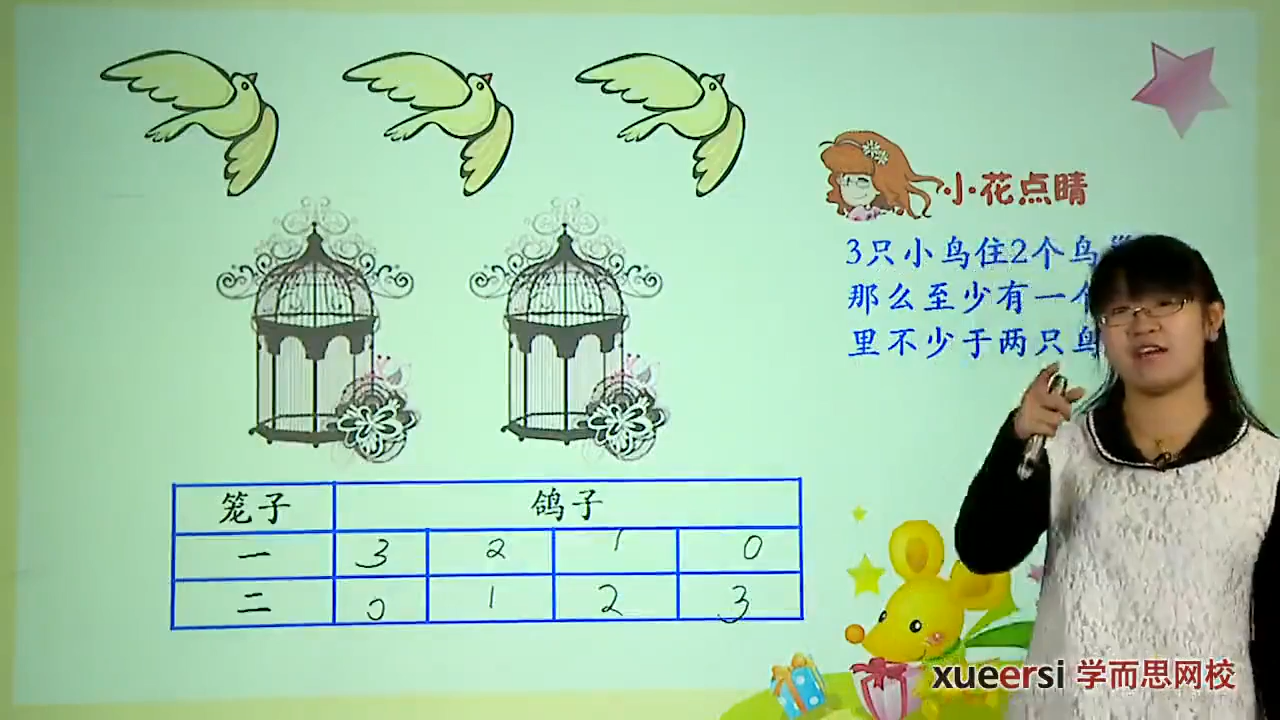 小花点睛
3只小鸟住2个鸟
那么至少有一个
里不少于两只鸟
笼子 鸽子
一 3 2 1 0
二 0 1 2 3
xueersi 学而思网校